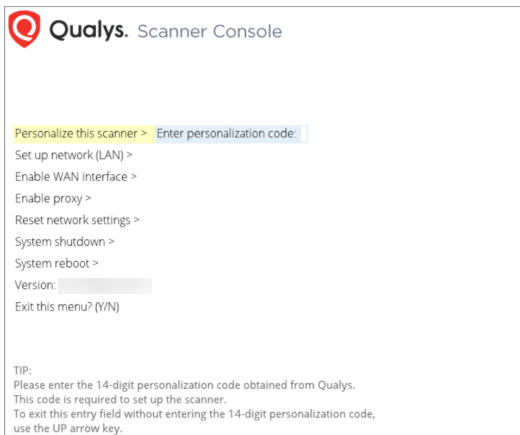 Qualys. Scanner Console
Personalize this scanner > Enter personalization code:
Set up network (LAN) >
Enable WAN interface >
Enable proxy >
Reset network settings >
System shutdown >
System reboot >
Version:
Exit this menu? (Y/N)
TIP:
Please enter the 14-digit personalization code obtained from Qualys.
This code is required to set up the scanner.
To exit this entry field without entering the 14-digit personalization code,
use the UP arrow key.